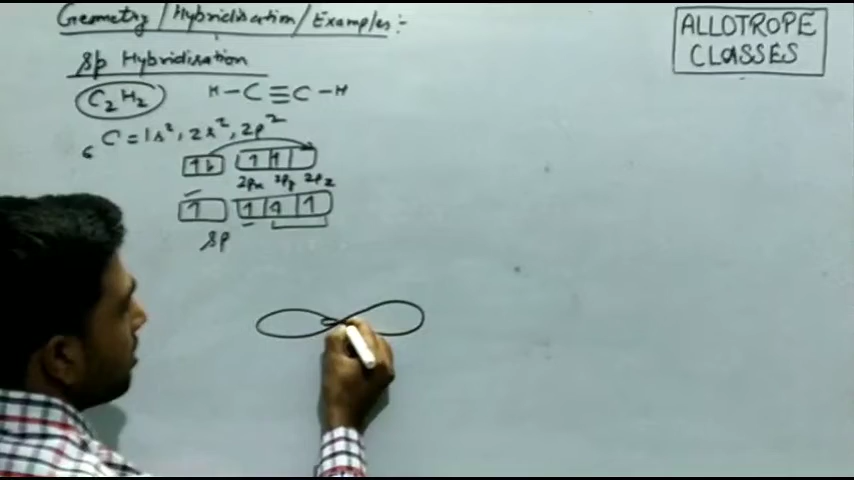 Geometry / Hybridisation / Examples :-
ALLOTROPE
CLASSES
sp Hybridisation
C2H2 H-C≡C-H
6C = 1s², 2s², 2p²
2px 2py 2pz
sp